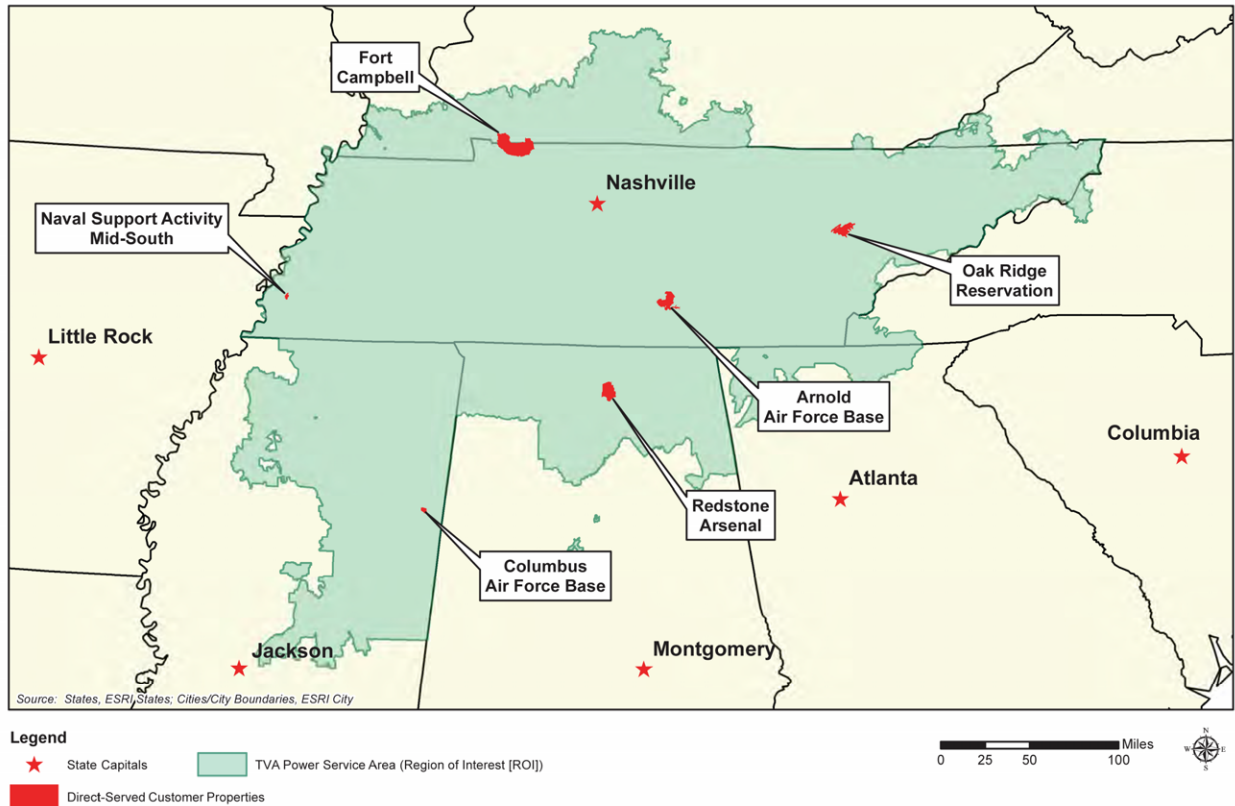 Fort
Campbell
Nashville
Naval Support Activity
Mid-South
Oak Ridge
Reservation
Little Rock
Arnold
Air Force Base
Columbia
Atlanta
Redstone
Arsenal
Columbus
Air Force Base
Jackson
Montgomery
Source: States, ESRI States; Cities/City Boundaries, ESRI City
Legend
State Capitals
TVA Power Service Area (Region of Interest [ROI])
Direct-Served Customer Properties
Miles
0 25 50 100
N
W E
S